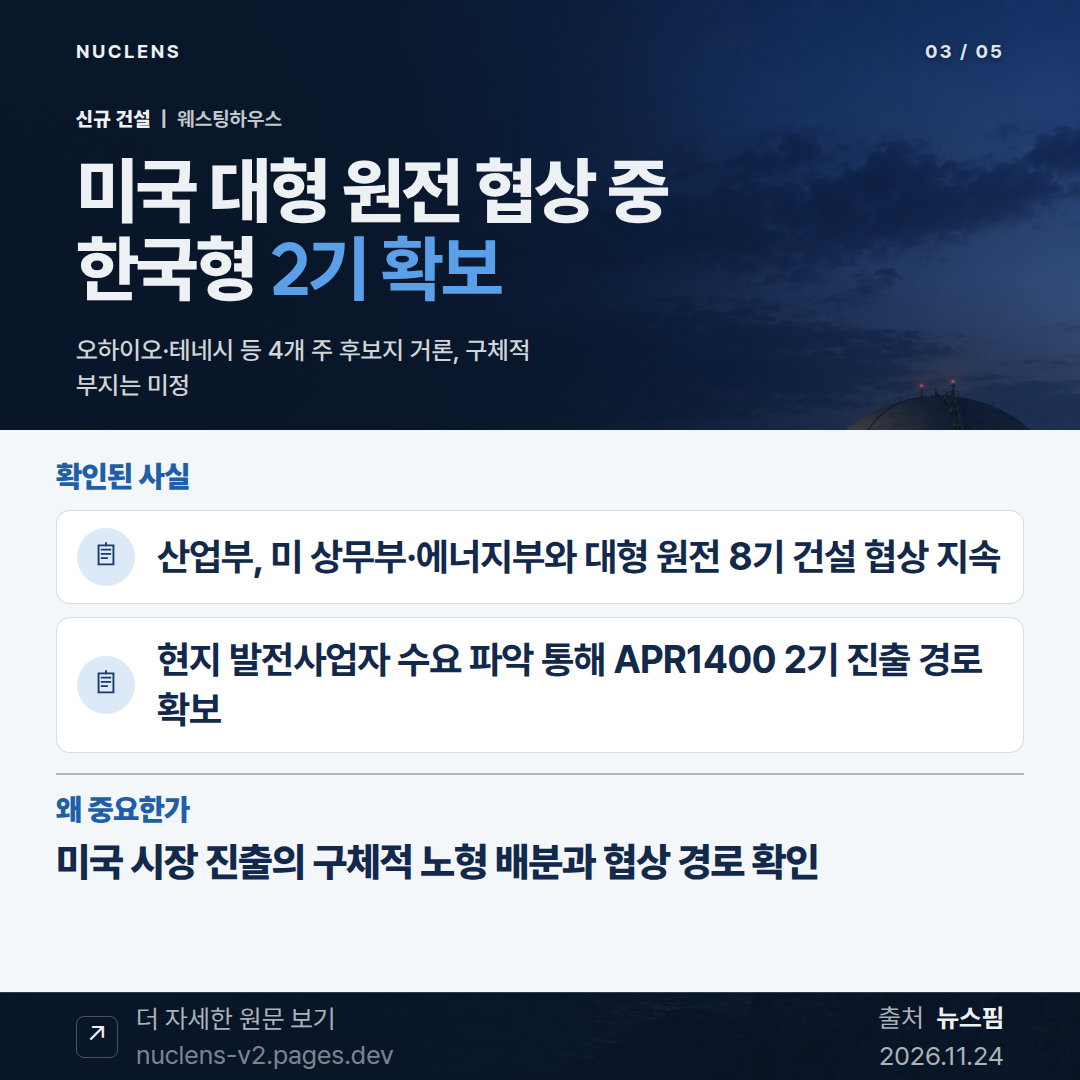 NUCLENS
03 / 05
신규 건설 | 웨스팅하우스
미국 대형 원전 협상 중
한국형 2기 확보
오하이오·테네시 등 4개 주 후보지 거론, 구체적
부지는 미정
확인된 사실
산업부, 미 상무부·에너지부와 대형 원전 8기 건설 협상 지속
현지 발전사업자 수요 파악 통해 APR1400 2기 진출 경로
확보
왜 중요한가
미국 시장 진출의 구체적 노형 배분과 협상 경로 확인
더 자세한 원문 보기
nuclens-v2.pages.dev
출처 뉴스핌
2026.11.24